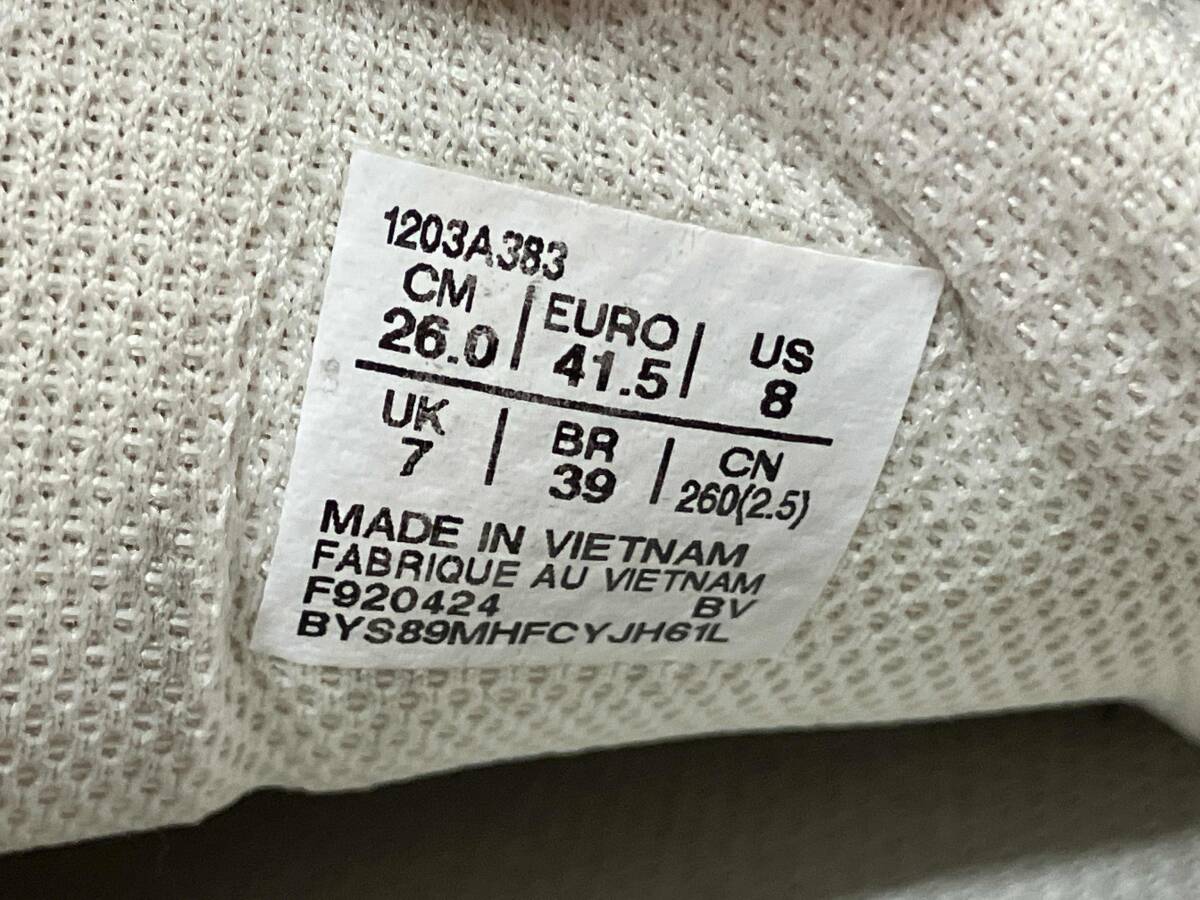 1203A383
CM | EURO | US
26.0 | 41.5 | 8
UK | BR | CN
7 | 39 | 260(2.5)
MADE IN VIETNAM
FABRIQUE AU VIETNAM
F920424 BV
BYS89MHFCYJH61L